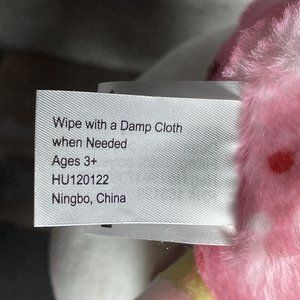 Wipe with a Damp Cloth
when Needed
Ages 3+
HU120122
Ningbo, China